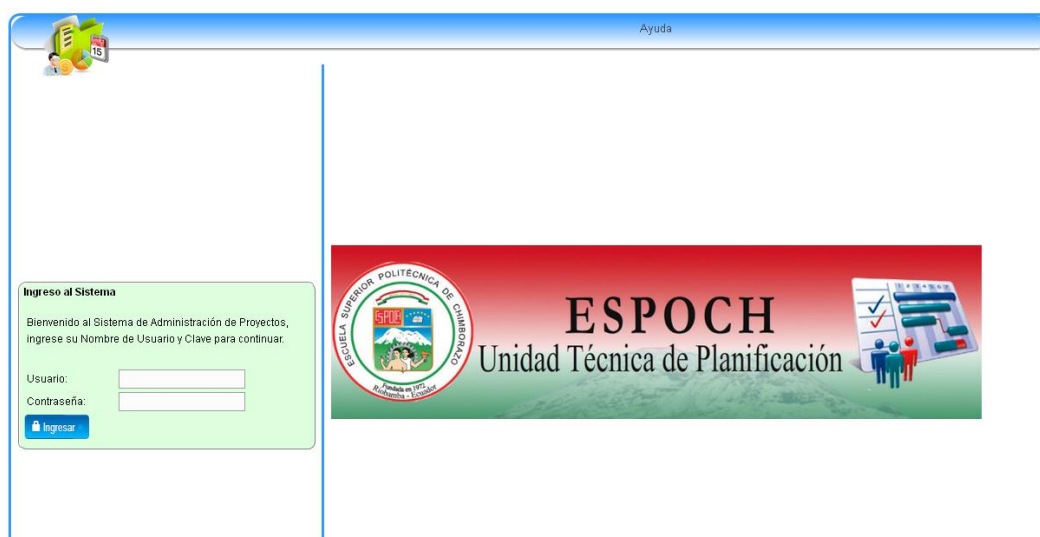 Ayuda
15
Ingreso al Sistema
Bienvenido al Sistema de Administración de Proyectos,
ingrese su Nombre de Usuario y Clave para continuar.
Usuario:
Contraseña:
Ingresar
ESCUELA SUPERIOR POLITÉCNICA DE CHIMBORAZO
Fundada en 1972
Riobamba - Ecuador
ESPOCH
Unidad Técnica de Planificación